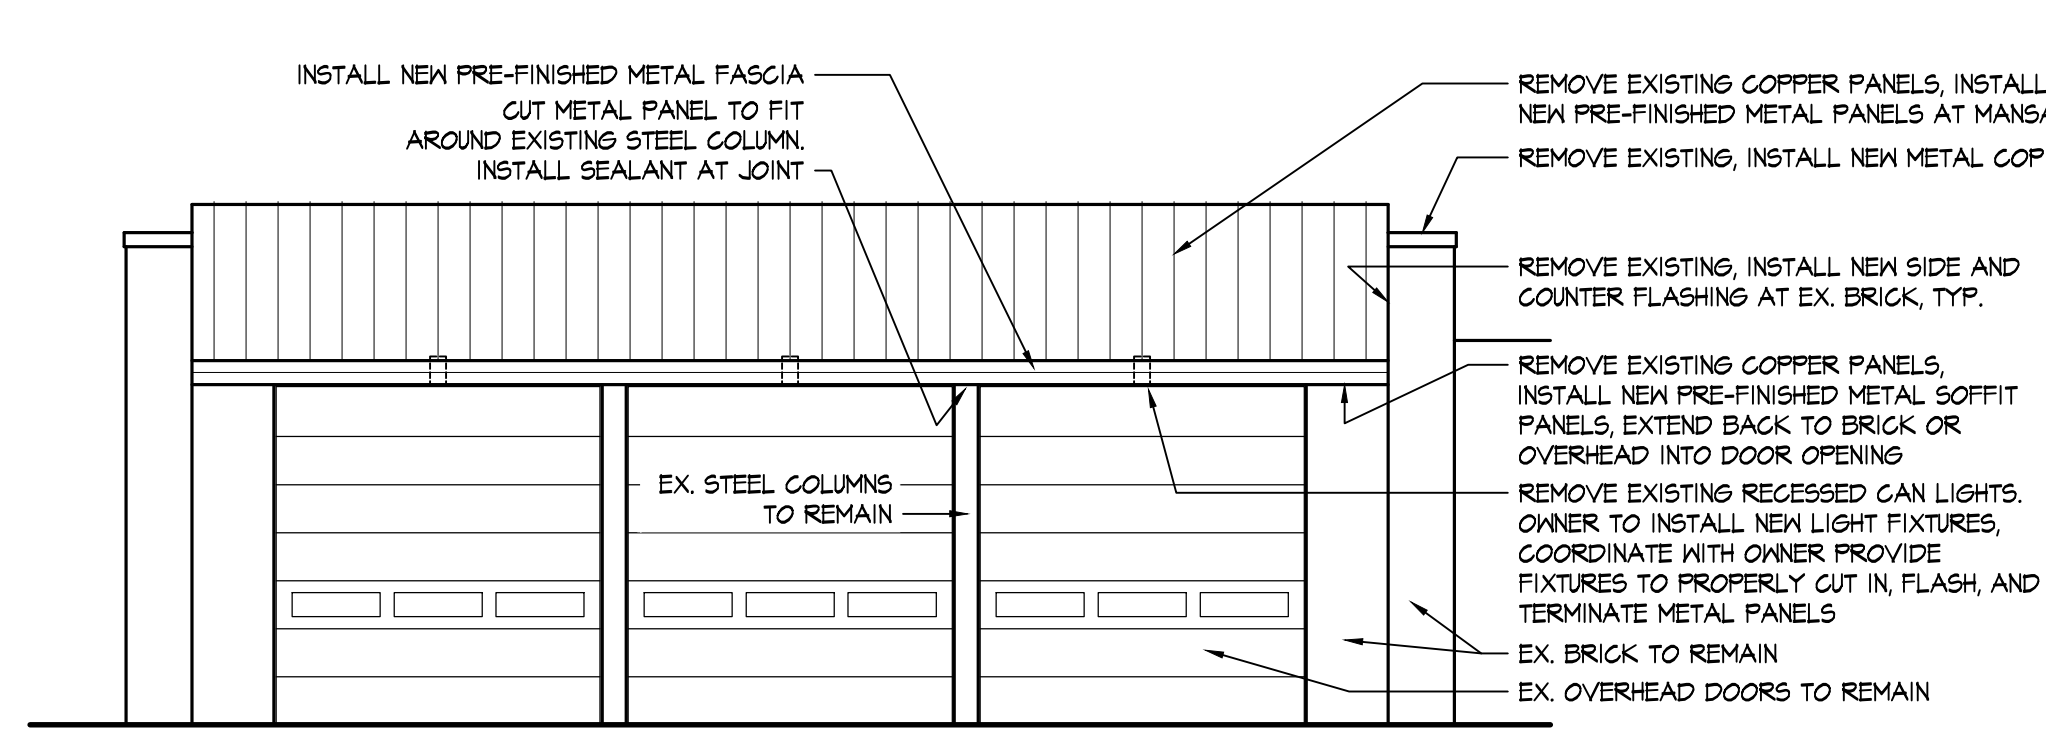 INSTALL NEW PRE-FINISHED METAL FASCIA
CUT METAL PANEL TO FIT
AROUND EXISTING STEEL COLUMN.
INSTALL SEALANT AT JOINT
EX. STEEL COLUMNS
TO REMAIN
REMOVE EXISTING COPPER PANELS, INSTALL
NEW PRE-FINISHED METAL PANELS AT
REMOVE EXISTING, INSTALL NEW METAL
REMOVE EXISTING, INSTALL NEW SIDE AND
COUNTER FLASHING AT EX. BRICK, TYP.
REMOVE EXISTING COPPER PANELS,
INSTALL NEW PRE-FINISHED METAL SOFFIT
PANELS, EXTEND BACK TO BRICK OR
OVERHEAD INTO DOOR OPENING
REMOVE EXISTING RECESSED CAN LIGHTS.
OWNER TO INSTALL NEW LIGHT FIXTURES,
COORDINATE WITH OWNER PROVIDE
FIXTURES TO PROPERLY CUT IN, FLASH, AND
TERMINATE METAL PANELS
EX. BRICK TO REMAIN
EX. OVERHEAD DOORS TO REMAIN